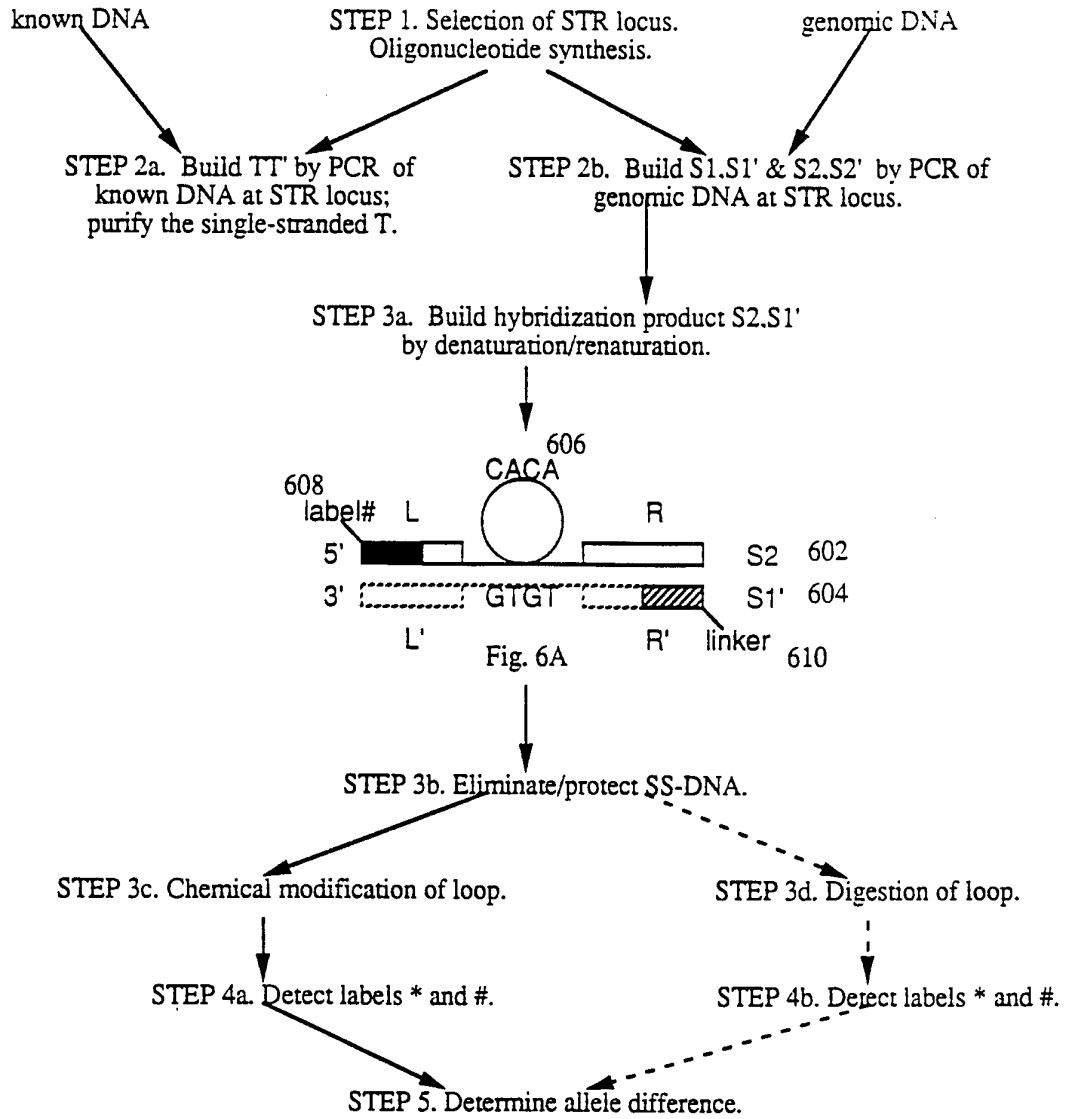 known DNA
STEP 1. Selection of STR locus.
Oligonucleotide synthesis.
genomic DNA
STEP 2a. Build TT' by PCR of
known DNA at STR locus;
purify the single-stranded T.
STEP 2b. Build S1.S1' & S2.S2' by PCR of
genomic DNA at STR locus.
STEP 3a. Build hybridization product S2.S1'
by denaturation/renaturation.
606
CACA
608
label# L R
5' S2 602
3' GTGT S1' 604
L' R' linker 610
Fig. 6A
STEP 3b. Eliminate/protect SS-DNA.
STEP 3c. Chemical modification of loop.
STEP 3d. Digestion of loop.
STEP 4a. Detect labels * and #.
STEP 4b. Detect labels * and #.
STEP 5. Determine allele difference.